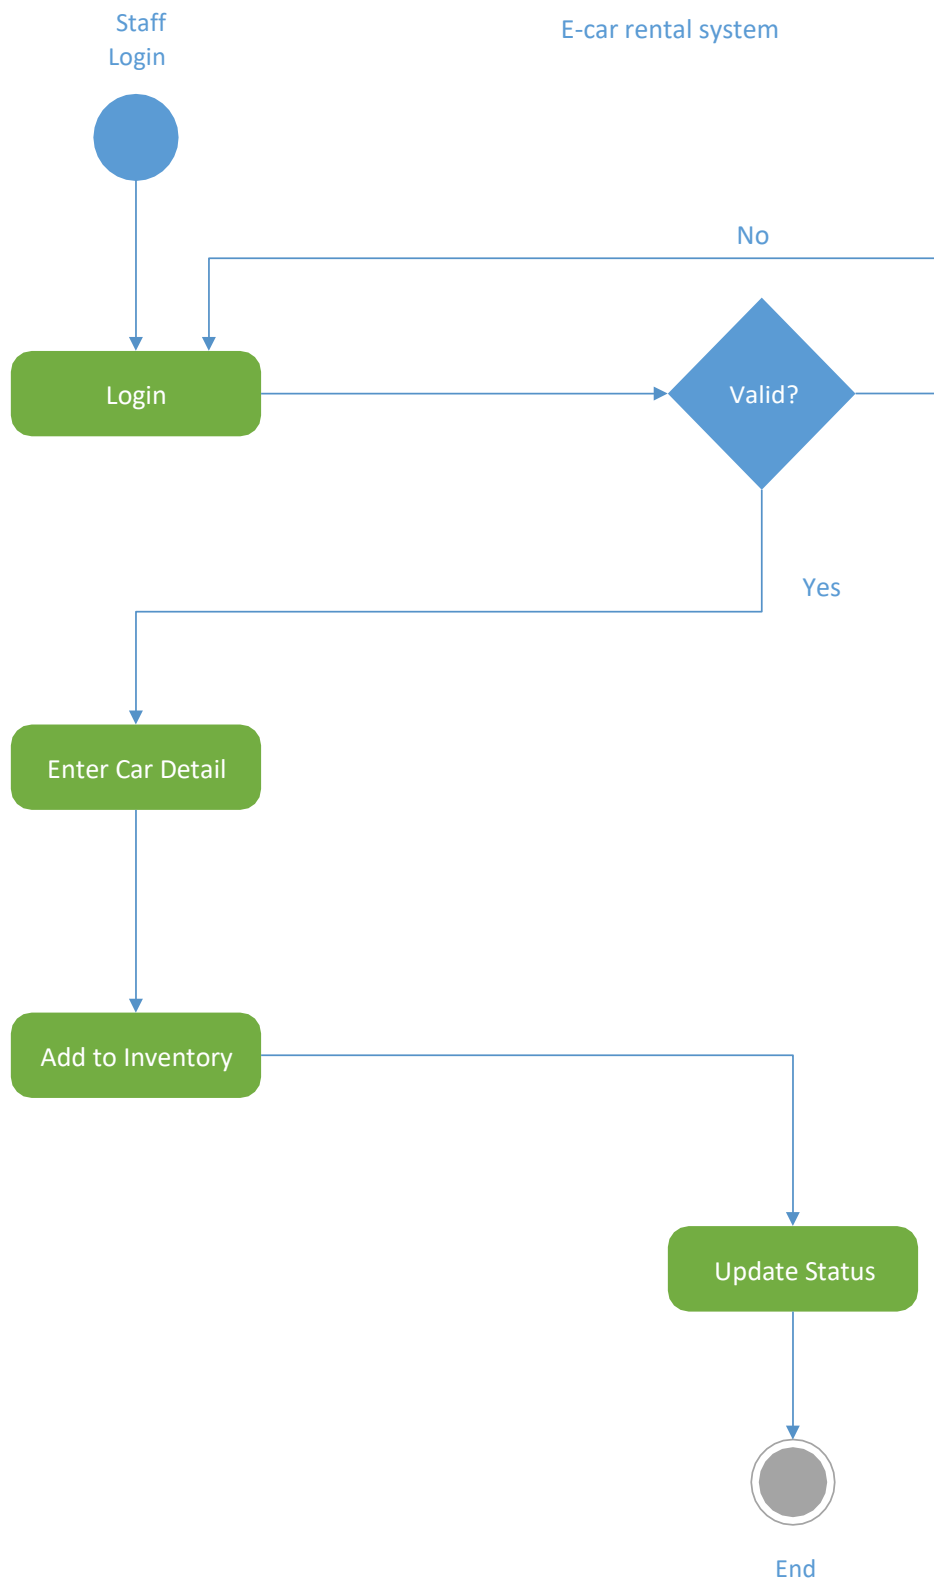 Staff
Login
E-car rental system
No
Login
Valid?
Yes
Enter Car Detail
Add to Inventory
Update Status
End